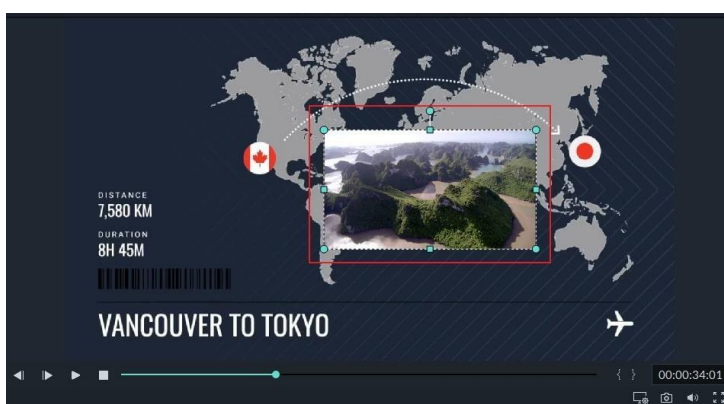 DISTANCE
7,580 KM
DURATION
8H 45M
VANCOUVER TO TOKYO
{ }
00:00:34:01